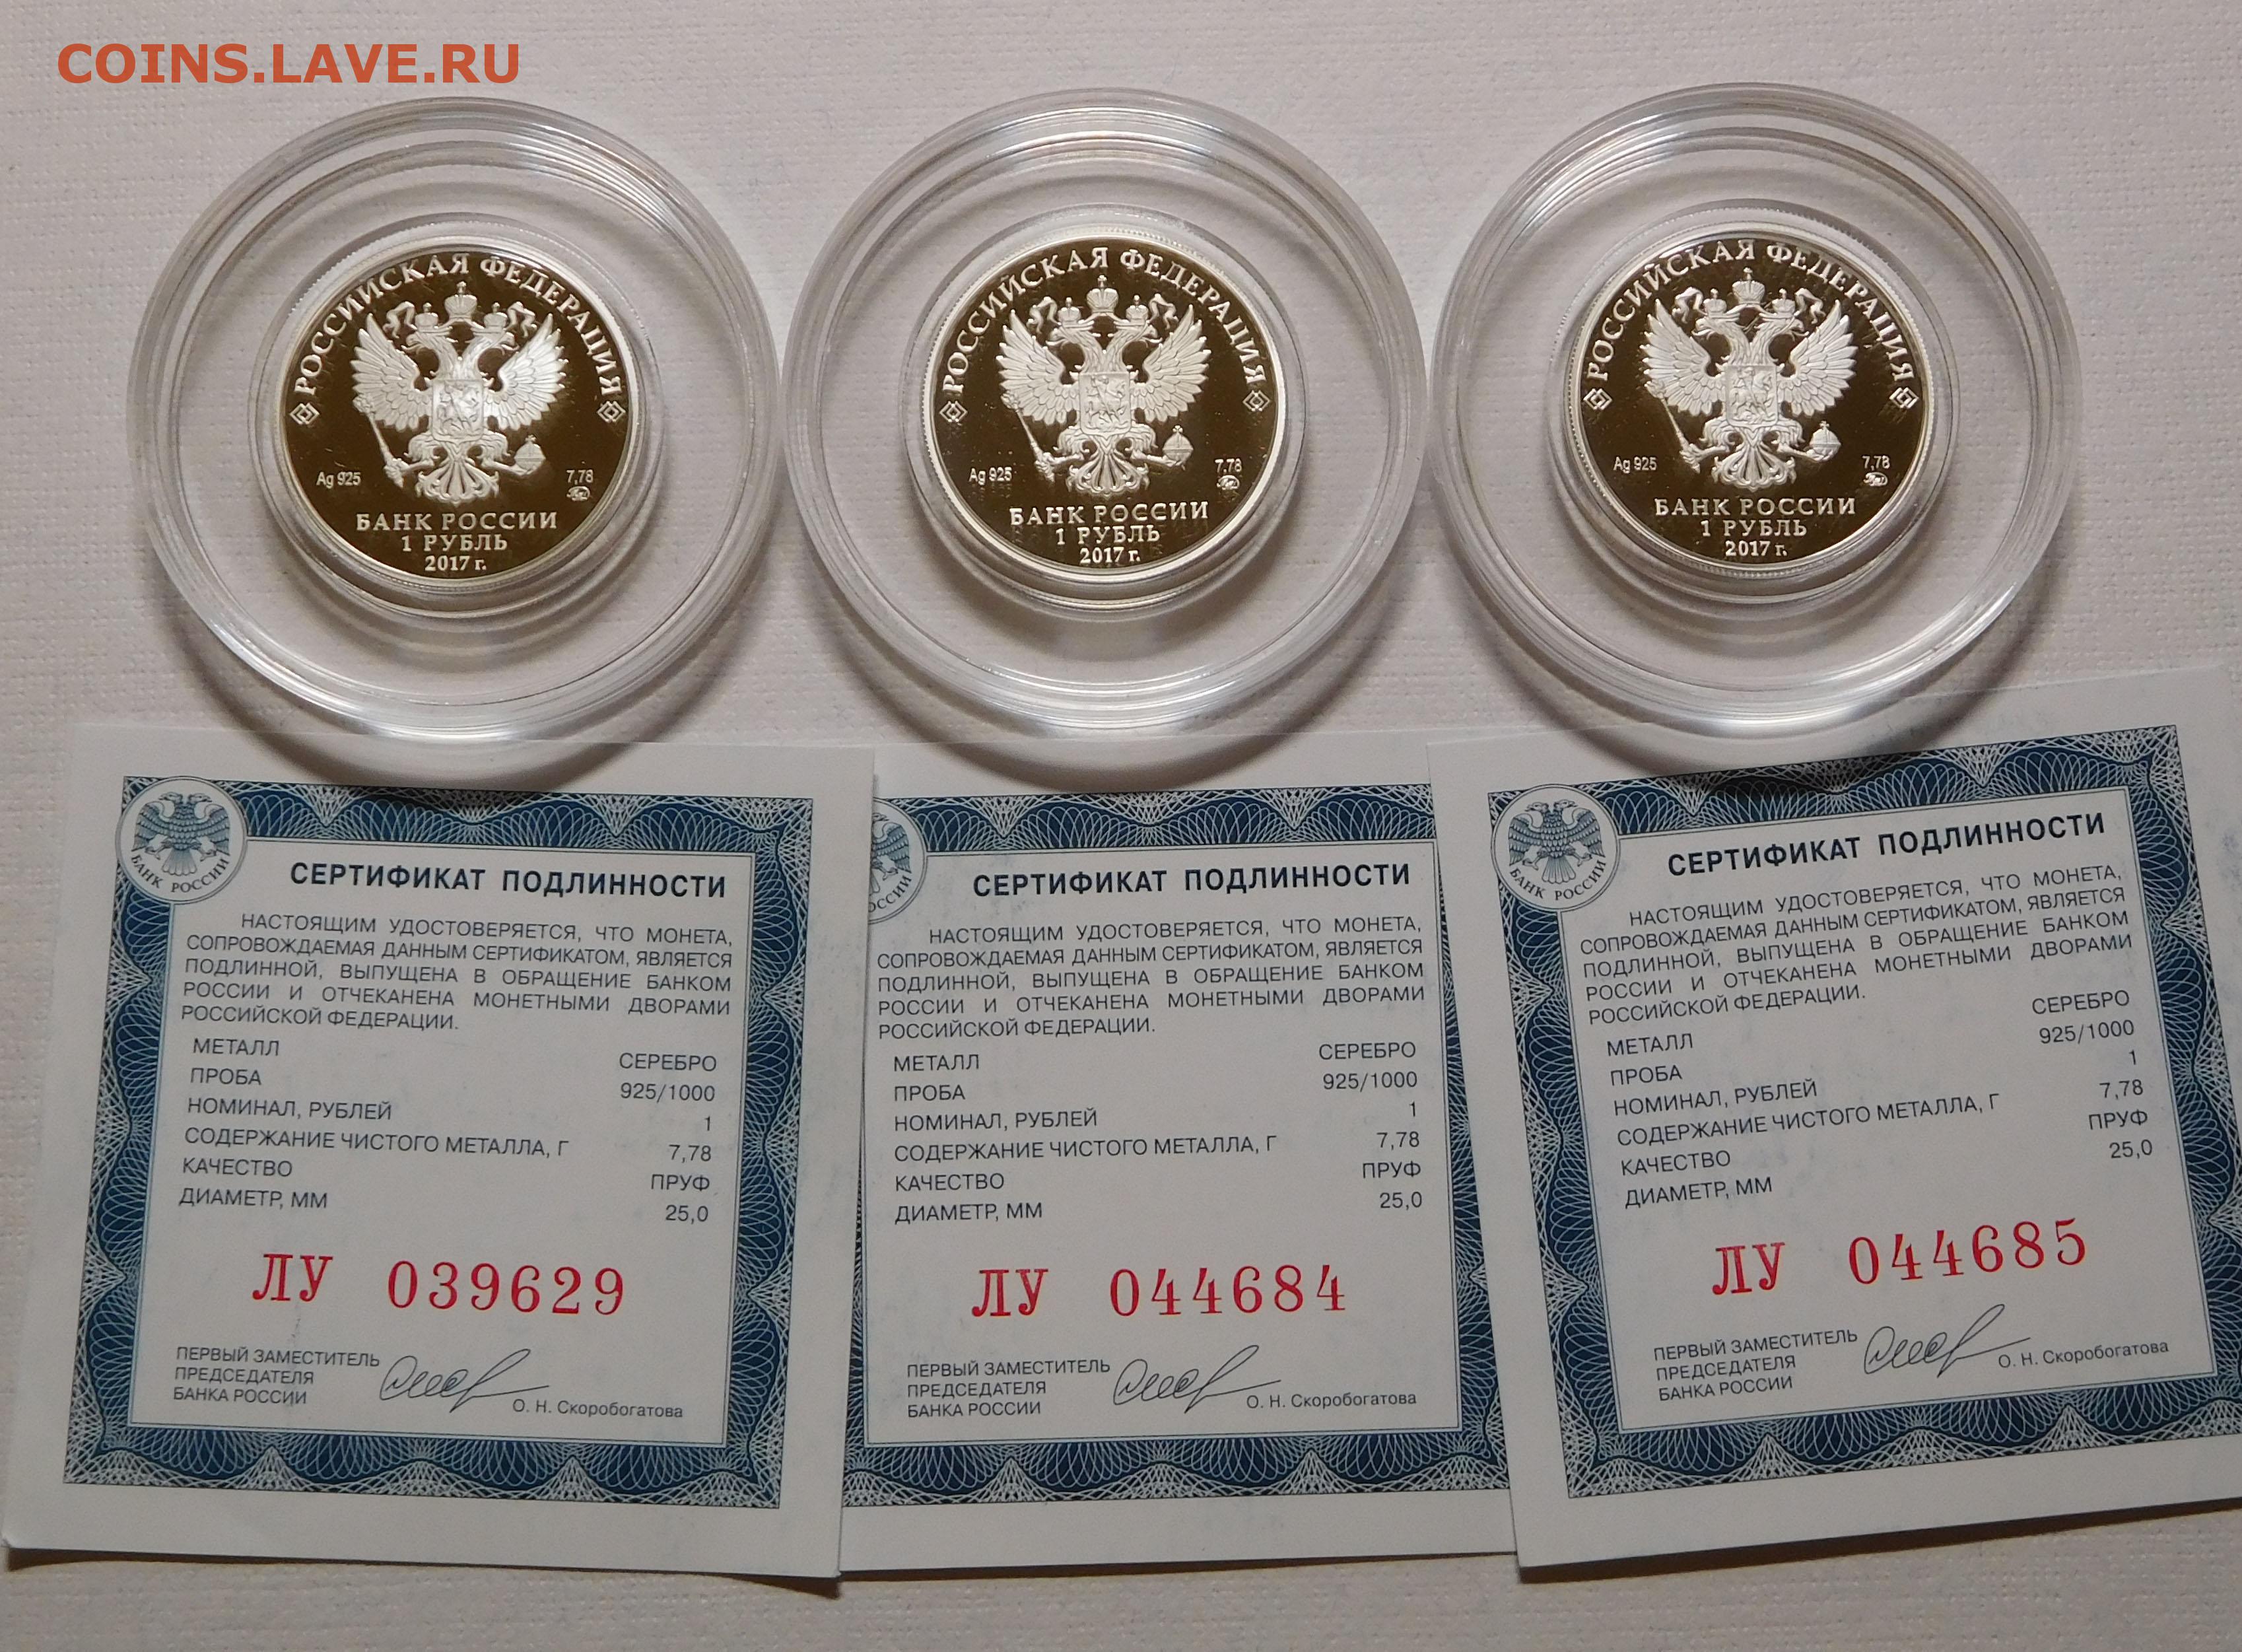 COINS.LAVE.RU
РОССИЙСКАЯ ФЕДЕРАЦИЯ
Ag 925
7,78
БАНК РОССИИ
1 РУБЛЬ
2017 г.
РОССИЙСКАЯ ФЕДЕРАЦИЯ
Ag 925
7,78
БАНК РОССИИ
1 РУБЛЬ
2017 г.
РОССИЙСКАЯ ФЕДЕРАЦИЯ
Ag 925
7,78
БАНК РОССИИ
1 РУБЛЬ
2017 г.
БАНК РОССИИ
СЕРТИФИКАТ ПОДЛИННОСТИ
НАСТОЯЩИМ УДОСТОВЕРЯЕТСЯ, ЧТО МОНЕТА,
СОПРОВОЖДАЕМАЯ ДАННЫМ СЕРТИФИКАТОМ, ЯВЛЯЕТСЯ
ПОДЛИННОЙ, ВЫПУЩЕНА В ОБРАЩЕНИЕ БАНКОМ
РОССИИ И ОТЧЕКАНЕНА МОНЕТНЫМИ ДВОРАМИ
РОССИЙСКОЙ ФЕДЕРАЦИИ.
МЕТАЛЛ СЕРЕБРО
ПРОБА 925/1000
НОМИНАЛ, РУБЛЕЙ 1
СОДЕРЖАНИЕ ЧИСТОГО МЕТАЛЛА, Г 7,78
КАЧЕСТВО ПРУФ
ДИАМЕТР, ММ 25,0
ЛУ 039629
ПЕРВЫЙ ЗАМЕСТИТЕЛЬ
ПРЕДСЕДАТЕЛЯ
БАНКА РОССИИ О. Н. Скоробогатова
ОССИИ
СЕРТИФИКАТ ПОДЛИННОСТИ
НАСТОЯЩИМ УДОСТОВЕРЯЕТСЯ, ЧТО МОНЕТА,
СОПРОВОЖДАЕМАЯ ДАННЫМ СЕРТИФИКАТОМ, ЯВЛЯЕТСЯ
ПОДЛИННОЙ, ВЫПУЩЕНА В ОБРАЩЕНИЕ БАНКОМ
РОССИИ И ОТЧЕКАНЕНА МОНЕТНЫМИ ДВОРАМИ
РОССИЙСКОЙ ФЕДЕРАЦИИ.
МЕТАЛЛ СЕРЕБРО
ПРОБА 925/1000
НОМИНАЛ, РУБЛЕЙ 1
СОДЕРЖАНИЕ ЧИСТОГО МЕТАЛЛА, Г 7,78
КАЧЕСТВО ПРУФ
ДИАМЕТР, ММ 25,0
ЛУ 044684
ПЕРВЫЙ ЗАМЕСТИТЕЛЬ
ПРЕДСЕДАТЕЛЯ
БАНКА РОССИИ О. Н. Скоробогатова
БАНК РОССИИ
СЕРТИФИКАТ ПОДЛИННОСТИ
НАСТОЯЩИМ УДОСТОВЕРЯЕТСЯ, ЧТО МОНЕТА,
СОПРОВОЖДАЕМАЯ ДАННЫМ СЕРТИФИКАТОМ, ЯВЛЯЕТСЯ
ПОДЛИННОЙ, ВЫПУЩЕНА В ОБРАЩЕНИЕ БАНКОМ
РОССИИ И ОТЧЕКАНЕНА МОНЕТНЫМИ ДВОРАМИ
РОССИЙСКОЙ ФЕДЕРАЦИИ.
МЕТАЛЛ СЕРЕБРО
ПРОБА 925/1000
НОМИНАЛ, РУБЛЕЙ 1
СОДЕРЖАНИЕ ЧИСТОГО МЕТАЛЛА, Г 7,78
КАЧЕСТВО ПРУФ
ДИАМЕТР, ММ 25,0
ЛУ 044685
ПЕРВЫЙ ЗАМЕСТИТЕЛЬ
ПРЕДСЕДАТЕЛЯ
БАНКА РОССИИ О. Н. Скоробогатова